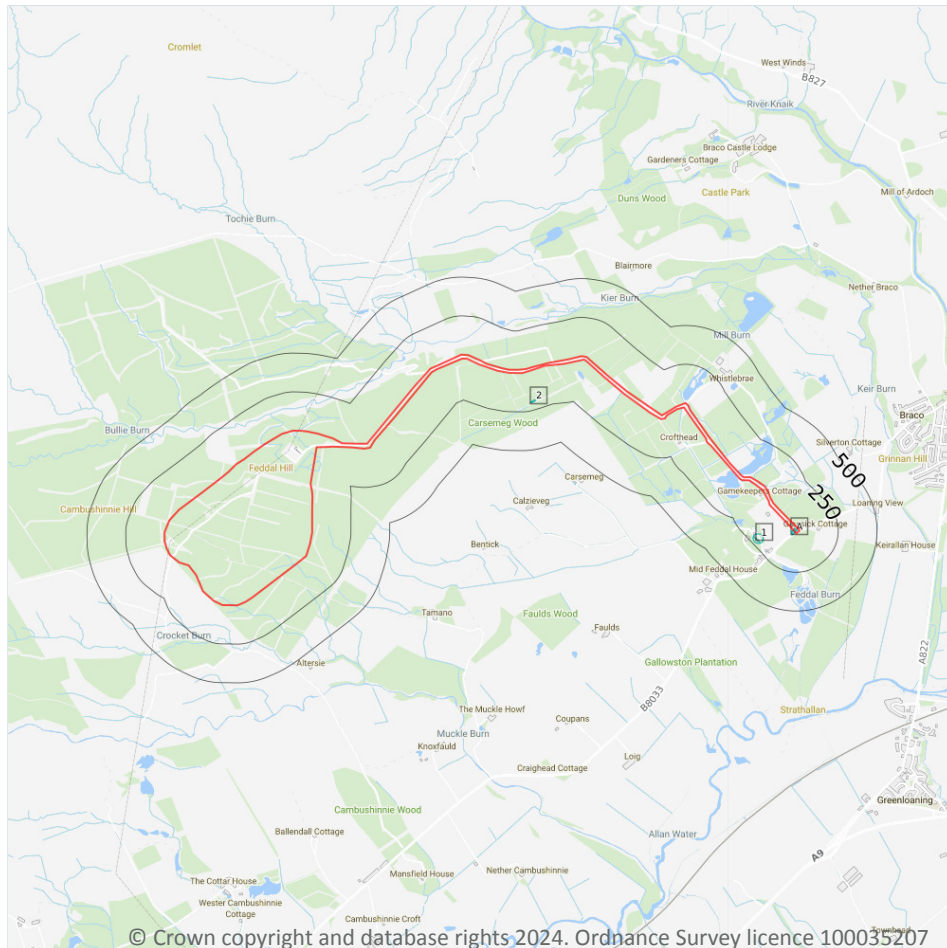 Cromlet
West Winds
B827
River Knaik
Braco Castle Lodge
Gardeners Cottage
Castle Park
Mill of Ardoch
Duns Wood
Tochie Burn
Blairmore
Nether Braco
Kier Burn
Mill Burn
Whistlebrae
Keir Burn
2
Braco
Carsemeg Wood
Bullie Burn
Crofthead
Silverton Cottage
Grinnan Hill
Feddal Hill
500
Carsemeg
Gamekeepers Cottage
250
Loaning View
Cambushinnie Hill
Calzieveg
1
A
Cottage
Keirallan House
Bentick
Mid Feddal House
Feddal Burn
Tamano
Faulds Wood
Crocket Burn
Faulds
A822
Altersie
Gallowston Plantation
B8033
Strathallan
The Muckle Howf
Coupans
Muckle Burn
Knoxfauld
Loig
Craighead Cottage
Greenloaning
Cambushinnie Wood
Ballendall Cottage
Allan Water
A9
Mansfield House
Nether Cambushinnie
The Cottar House
Wester Cambushinnie
Cottage
Cambushinnie Croft
© Crown copyright and database rights 2024. Ordnance Survey licence 100035207